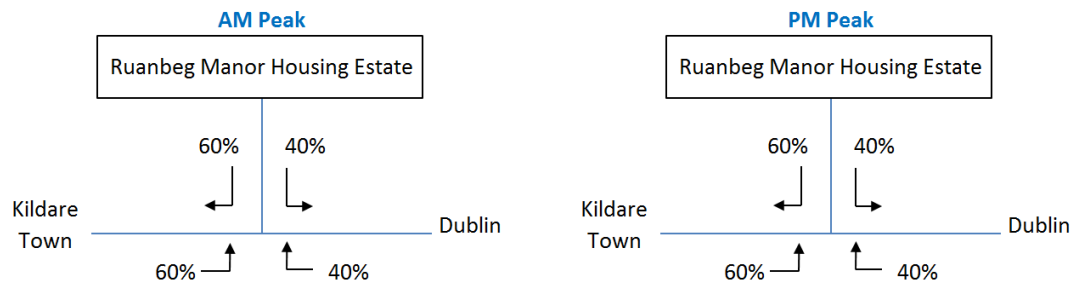 AM Peak
Ruanbeg Manor Housing Estate
60%
40%
Kildare
Town
Dublin
60%
40%
PM Peak
Ruanbeg Manor Housing Estate
60%
40%
Kildare
Town
Dublin
60%
40%